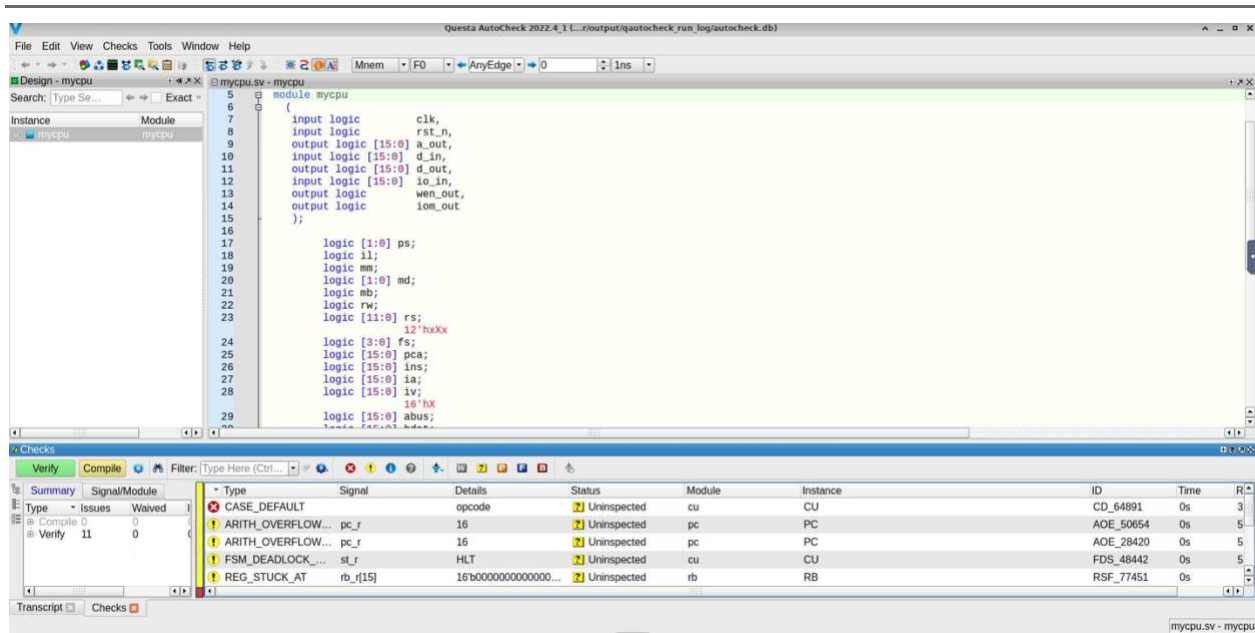 Questa AutoCheck 2022.4_1 (...r/output/qautocheck_run_log/autocheck.db)
File Edit View Checks Tools Window Help
Mnem F0 AnyEdge 0 1ns
Design - mycpu
Search: Type Se... Exact
Instance Module
mycpu mycpu
mycpu.sv - mycpu
5 module mycpu
6 (
7 input logic clk,
8 input logic rst_n,
9 output logic [15:0] a_out,
10 input logic [15:0] d_in,
11 output logic [15:0] d_out,
12 input logic [15:0] io_in,
13 output logic wen_out,
14 output logic iom_out
15 );
16
17 logic [1:0] ps;
18 logic il;
19 logic mm;
20 logic [1:0] md;
21 logic mb;
22 logic rw;
23 logic [11:0] rs;
12'hxXx
24 logic [3:0] fs;
25 logic [15:0] pca;
26 logic [15:0] ins;
27 logic [15:0] ia;
28 logic [15:0] iv;
16'hX
29 logic [15:0] abus;
Checks
Verify Compile Filter: Type Here (Ctrl...
Summary Signal/Module
Type Issues Waived
Compile 0 0
Verify 11 0
Type Signal Details Status Module Instance ID Time R
CASE_DEFAULT opcode Uninspected cu CU CD_64891 0s 3
ARITH_OVERFLOW... pc_r 16 Uninspected pc PC AOE_50654 0s 5
ARITH_OVERFLOW... pc_r 16 Uninspected pc PC AOE_28420 0s 5
FSM_DEADLOCK_... st_r HLT Uninspected cu CU FDS_48442 0s 5
REG_STUCK_AT rb_r[15] 16'b0000000000000... Uninspected rb RB RSF_77451 0s
Transcript Checks
mycpu.sv - mycpu